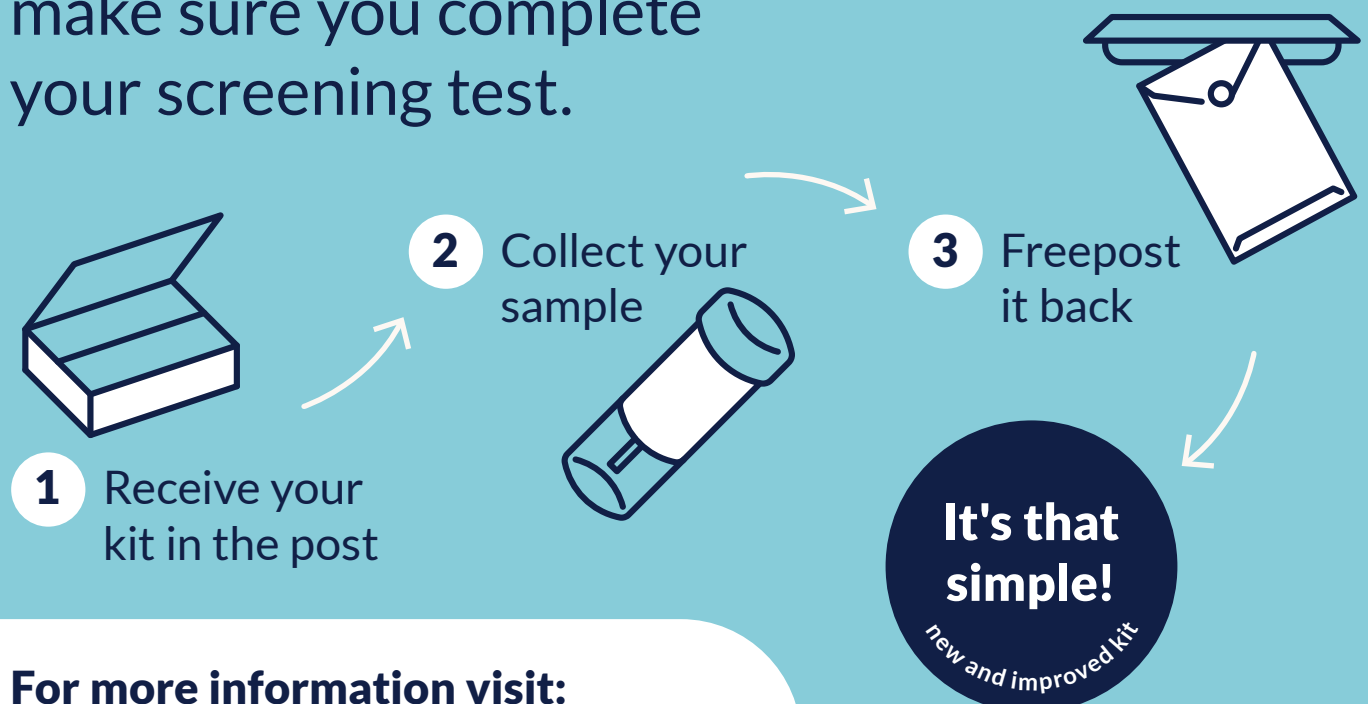 make sure you complete
your screening test.
1 Receive your
kit in the post
2 Collect your
sample
3 Freepost
it back
It's that
simple!
new and improved kit
For more information visit: